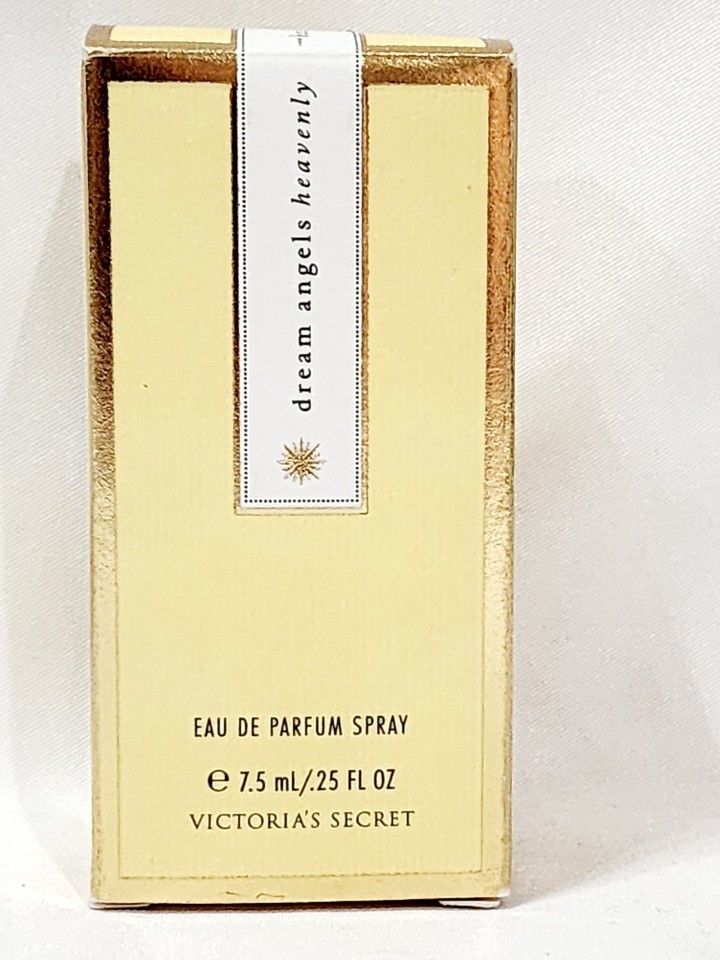 dream angels heavenly
EAU DE PARFUM SPRAY
℮ 7.5 mL/.25 FL OZ
VICTORIA'S SECRET